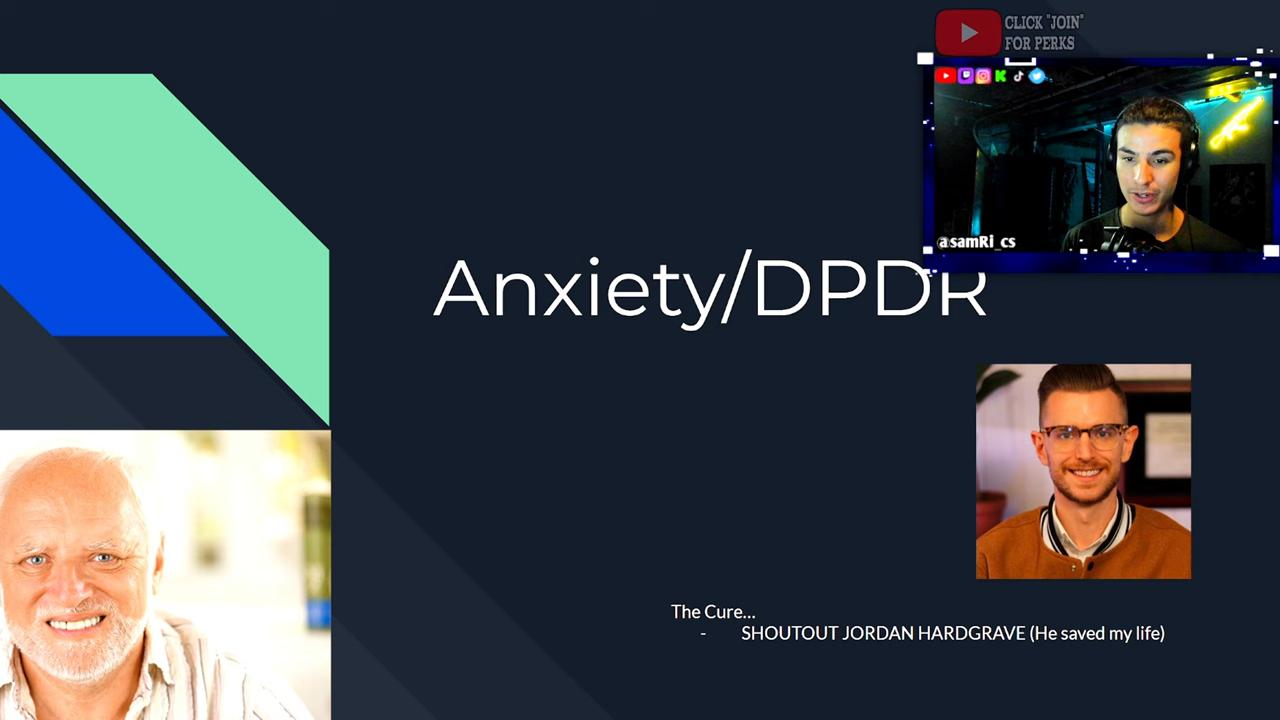 CLICK "JOIN"
FOR PERKS
@samRi_cs
Anxiety/DPDR
The Cure...
- SHOUTOUT JORDAN HARDGRAVE (He saved my life)